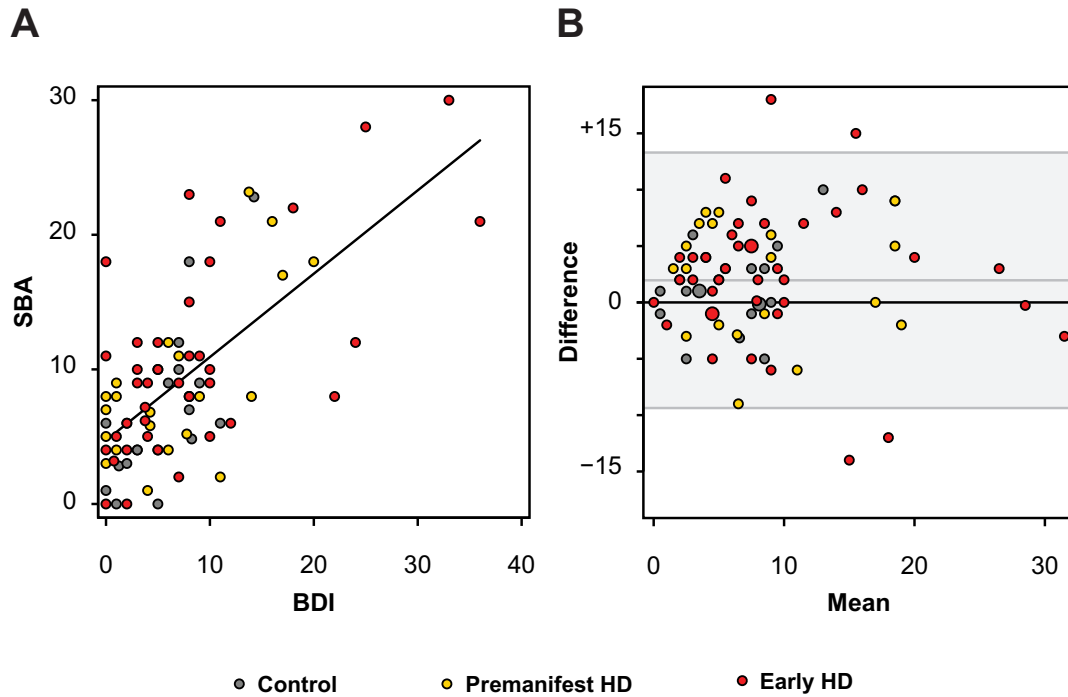 A
B
30
20
10
0
SBA
0 10 20 30 40
BDI
+15
0
−15
Difference
0 10 20 30
Mean
Control Premanifest HD Early HD